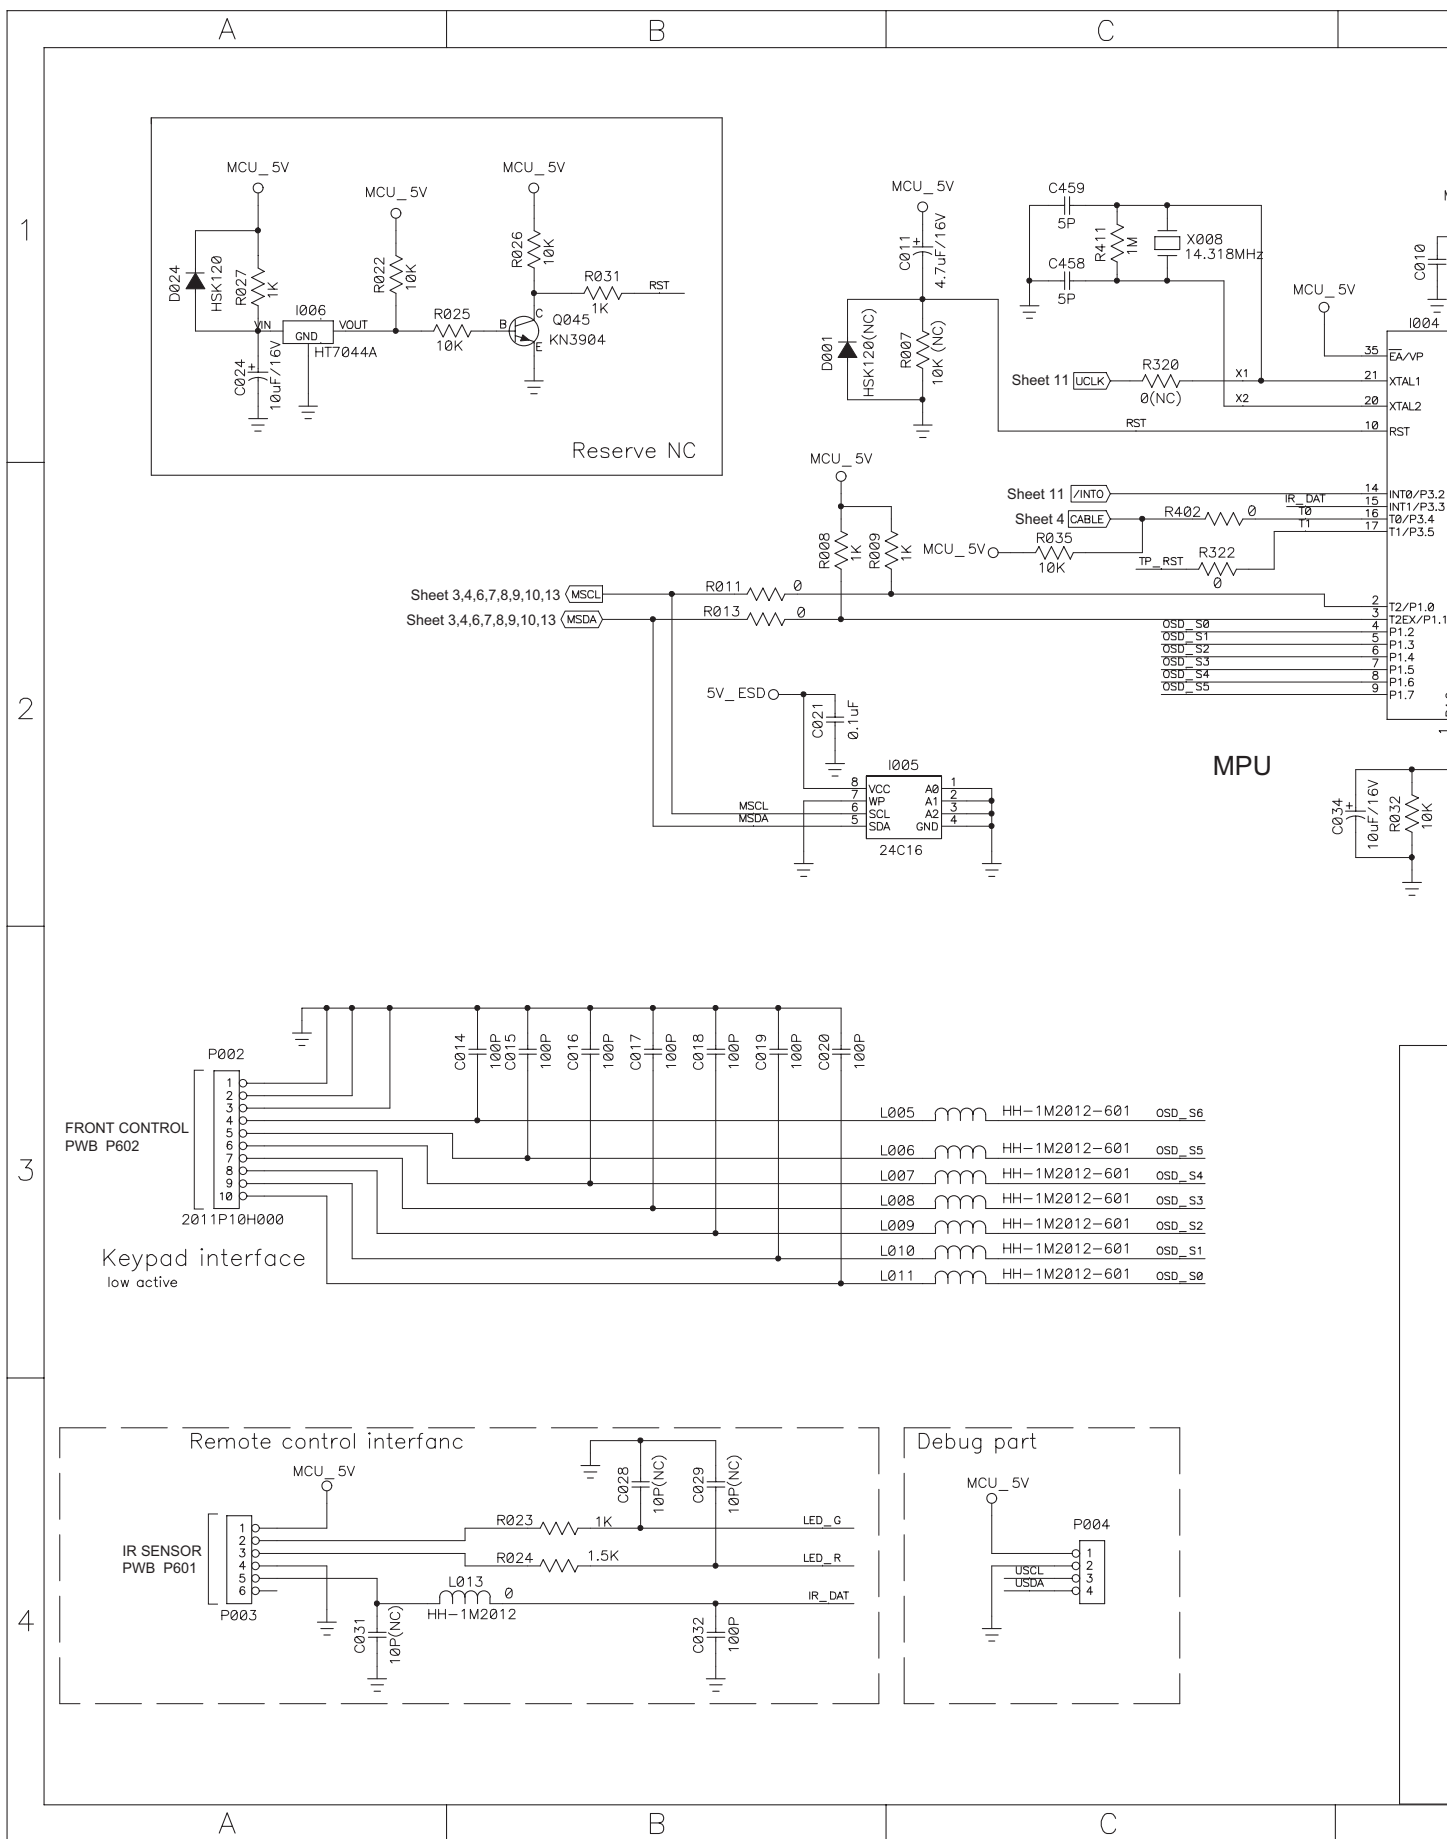 A
B
C
1
2
3
4
MCU_5V
MCU_5V
MCU_5V
D024
HSK120
R027
1K
R022
10K
R026
10K
R031
1K
RST
I006
VIN
GND
VOUT
HT7044A
C024
10uF/16V
+
R025
10K
B
C
E
Q045
KN3904
Reserve NC
MCU_5V
C011
4.7uF/16V
+
D001
HSK120(NC)
R007
10K (NC)
C459
5P
C458
5P
R411
1M
X008
14.318MHz
MCU_5V
C010
I004
Sheet 11 UCLK
R320
0(NC)
X1
X2
RST
35 EA/VP
21 XTAL1
20 XTAL2
10 RST
MCU_5V
R008
1K
R009
1K
Sheet 11 /INT0
Sheet 4 CABLE
R402 0
MCU_5V
R035
10K
TP_RST
R322
0
IR_DAT
T0
T1
14 INT0/P3.2
15 INT1/P3.3
16 T0/P3.4
17 T1/P3.5
Sheet 3,4,6,7,8,9,10,13 MSCL
R011 0
Sheet 3,4,6,7,8,9,10,13 MSDA
R013 0
2 T2/P1.0
3 T2EX/P1.1
OSD_S0 4 P1.2
OSD_S1 5 P1.3
OSD_S2 6 P1.4
OSD_S3 7 P1.5
OSD_S4 8 P1.6
OSD_S5 9 P1.7
5V_ESD
C021
0.1uF
MPU
I005
8 VCC A0 1
7 WP A1 2
MSCL 6 SCL A2 3
MSDA 5 SDA GND 4
24C16
C034
10uF/16V
+
R032
10K
C014
100P
C015
100P
C016
100P
C017
100P
C018
100P
C019
100P
C020
100P
P002
1
2
3
4
5
6
7
8
9
10
FRONT CONTROL
PWB P602
2011P10H000
Keypad interface
low active
L005 HH-1M2012-601 OSD_S6
L006 HH-1M2012-601 OSD_S5
L007 HH-1M2012-601 OSD_S4
L008 HH-1M2012-601 OSD_S3
L009 HH-1M2012-601 OSD_S2
L010 HH-1M2012-601 OSD_S1
L011 HH-1M2012-601 OSD_S0
Remote control interfanc
MCU_5V
IR SENSOR
PWB P601
1
2
3
4
5
6
P003
C028
10P(NC)
C029
10P(NC)
R023 1K LED_G
R024 1.5K LED_R
L013 0 IR_DAT
HH-1M2012
C031
10P(NC)
C032
100P
Debug part
MCU_5V
P004
1
2
USCL 3
USDA 4
A
B
C